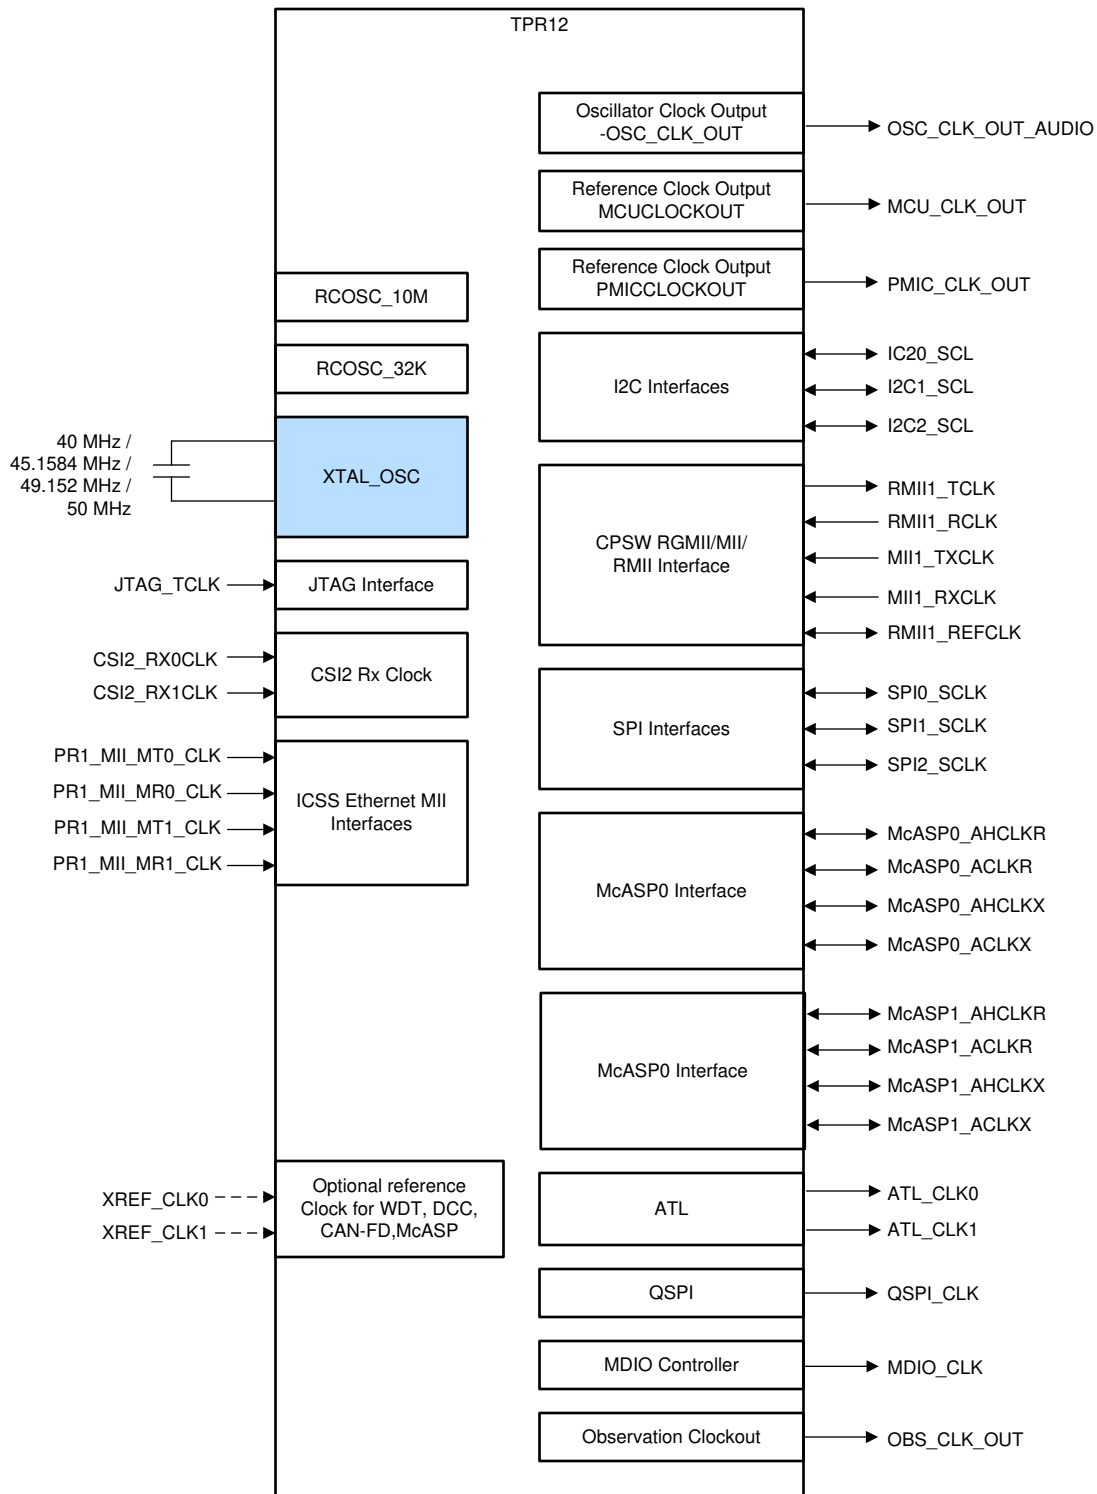 TPR12
Oscillator Clock Output
-OSC_CLK_OUT
OSC_CLK_OUT_AUDIO
Reference Clock Output
MCUCLOCKOUT
MCU_CLK_OUT
Reference Clock Output
PMICCLOCKOUT
PMIC_CLK_OUT
RCOSC_10M
RCOSC_32K
I2C Interfaces
IC20_SCL
I2C1_SCL
I2C2_SCL
40 MHz /
45.1584 MHz /
49.152 MHz /
50 MHz
XTAL_OSC
CPSW RGMII/MII/
RMII Interface
RMII1_TCLK
RMII1_RCLK
MII1_TXCLK
MII1_RXCLK
RMII1_REFCLK
JTAG_TCLK
JTAG Interface
CSI2_RX0CLK
CSI2_RX1CLK
CSI2 Rx Clock
SPI Interfaces
SPI0_SCLK
SPI1_SCLK
SPI2_SCLK
PR1_MII_MT0_CLK
PR1_MII_MR0_CLK
PR1_MII_MT1_CLK
PR1_MII_MR1_CLK
ICSS Ethernet MII
Interfaces
McASP0 Interface
McASP0_AHCLKR
McASP0_ACLKR
McASP0_AHCLKX
McASP0_ACLKX
McASP0 Interface
McASP1_AHCLKR
McASP1_ACLKR
McASP1_AHCLKX
McASP1_ACLKX
XREF_CLK0
XREF_CLK1
Optional reference
Clock for WDT, DCC,
CAN-FD,McASP
ATL
ATL_CLK0
ATL_CLK1
QSPI
QSPI_CLK
MDIO Controller
MDIO_CLK
Observation Clockout
OBS_CLK_OUT